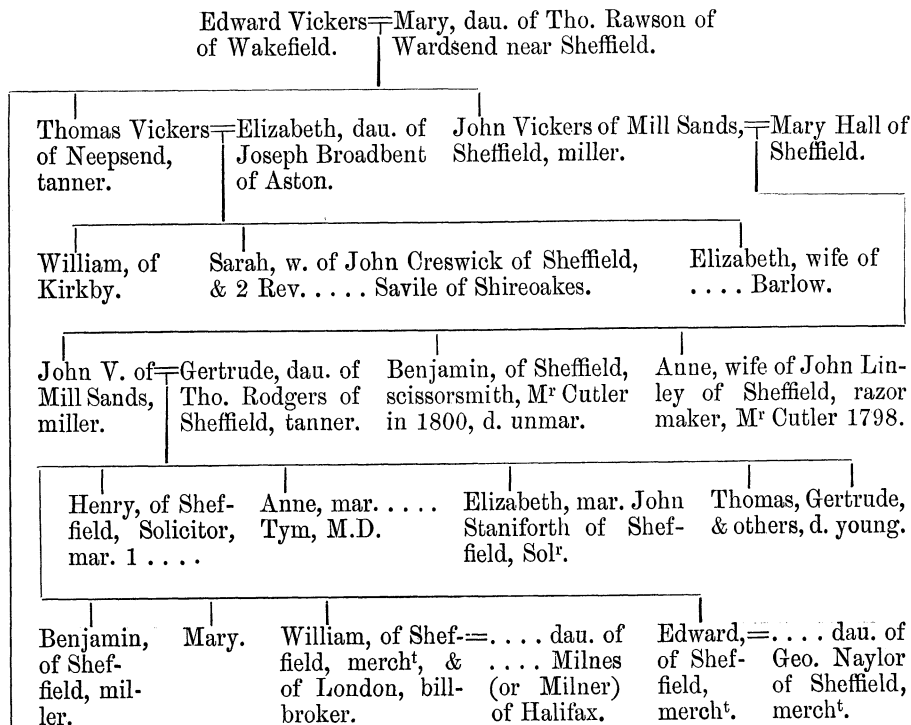 Edward Vickers=Mary, dau. of Tho. Rawson of
of Wakefield. Wardsend near Sheffield.
Thomas Vickers=Elizabeth, dau. of
of Neepsend, Joseph Broadbent
tanner. of Aston.
John Vickers of Mill Sands,=Mary Hall of
Sheffield, miller. Sheffield.
William, of
Kirkby.
Sarah, w. of John Creswick of Sheffield,
& 2 Rev. . . . . . Savile of Shireoakes.
Elizabeth, wife of
. . . . Barlow.
John V. of=Gertrude, dau. of
Mill Sands, Tho. Rodgers of
miller. Sheffield, tanner.
Benjamin, of Sheffield,
scissorsmith, Mʳ Cutler
in 1800, d. unmar.
Anne, wife of John Lin-
ley of Sheffield, razor
maker, Mʳ Cutler 1798.
Henry, of Shef-
field, Solicitor,
mar. 1 . . . .
Anne, mar. . . . . .
Tym, M.D.
Elizabeth, mar. John
Staniforth of Shef-
field, Solʳ.
Thomas, Gertrude,
& others, d. young.
Benjamin,
of Shef-
field, mil-
ler.
Mary.
William, of Shef-= . . . . dau. of
field, merchᵗ, & . . . . Milnes
of London, bill- (or Milner)
broker. of Halifax.
Edward,= . . . . dau. of
of Shef- Geo. Naylor
field, of Sheffield,
merchᵗ. merchᵗ.